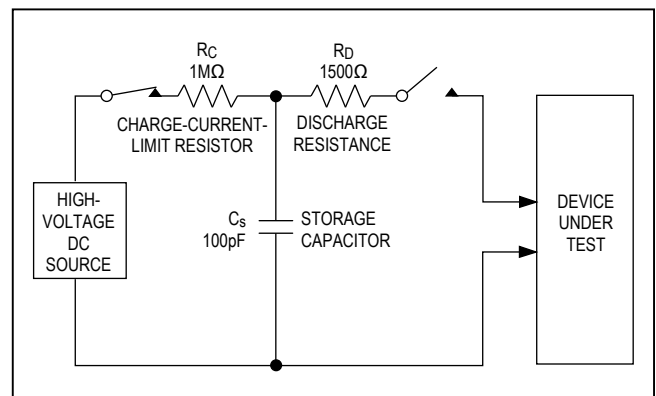 RC
1MΩ
RD
1500Ω
CHARGE-CURRENT-
LIMIT RESISTOR
DISCHARGE
RESISTANCE
HIGH-
VOLTAGE
DC
SOURCE
Cs
100pF
STORAGE
CAPACITOR
DEVICE
UNDER
TEST